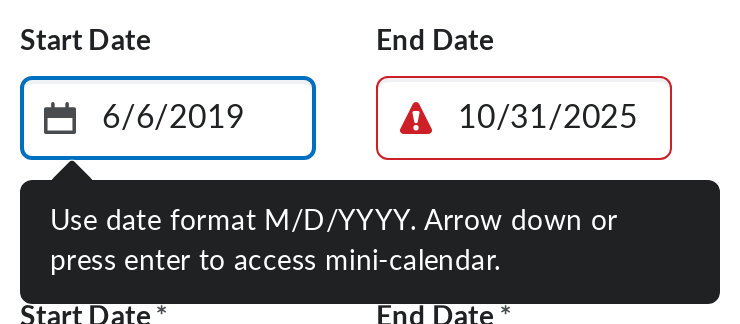 Start Date End Date
6/6/2019 10/31/2025
Use date format M/D/YYYY. Arrow down or
press enter to access mini-calendar.
Start Date * End Date *